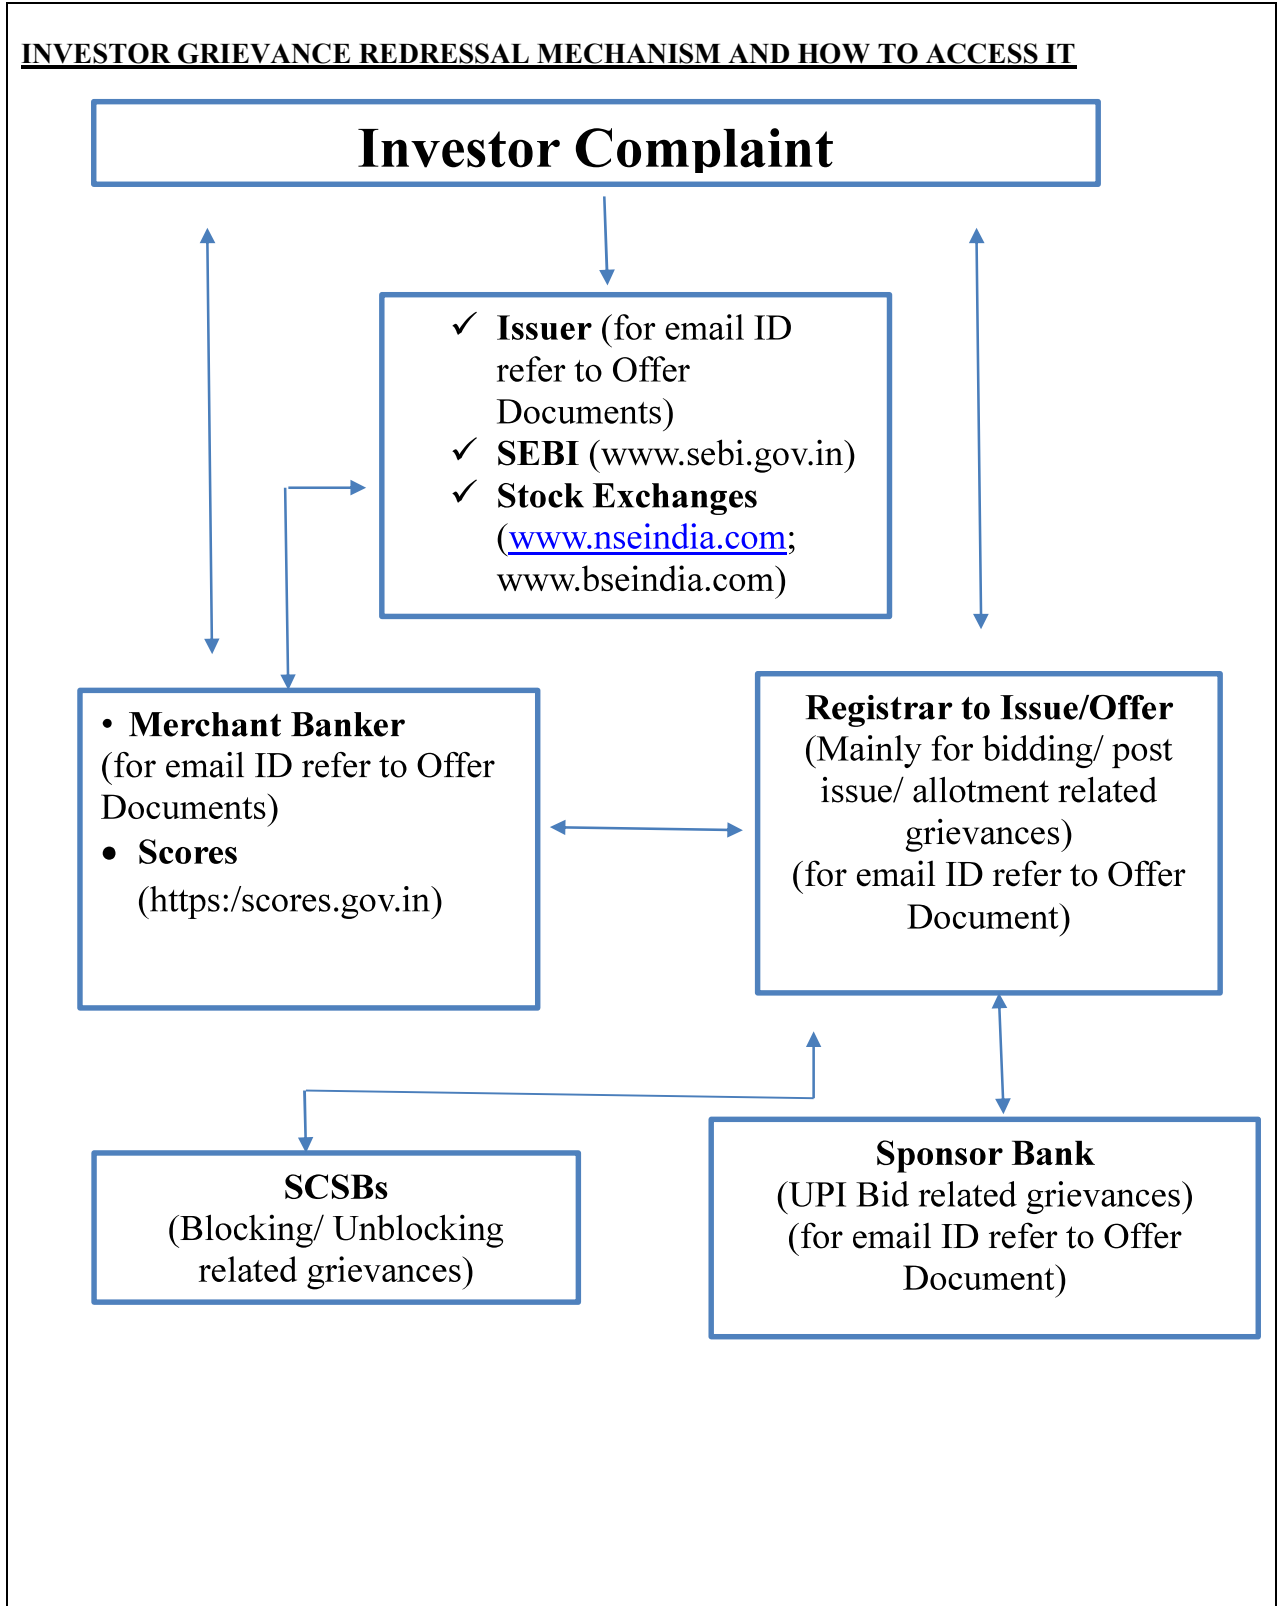 INVESTOR GRIEVANCE REDRESSAL MECHANISM AND HOW TO ACCESS IT
Investor Complaint
✓ Issuer (for email ID
refer to Offer
Documents)
✓ SEBI (www.sebi.gov.in)
✓ Stock Exchanges
(www.nseindia.com;
www.bseindia.com)
• Merchant Banker
(for email ID refer to Offer
Documents)
• Scores
(https:/scores.gov.in)
Registrar to Issue/Offer
(Mainly for bidding/ post
issue/ allotment related
grievances)
(for email ID refer to Offer
Document)
SCSBs
(Blocking/ Unblocking
related grievances)
Sponsor Bank
(UPI Bid related grievances)
(for email ID refer to Offer
Document)